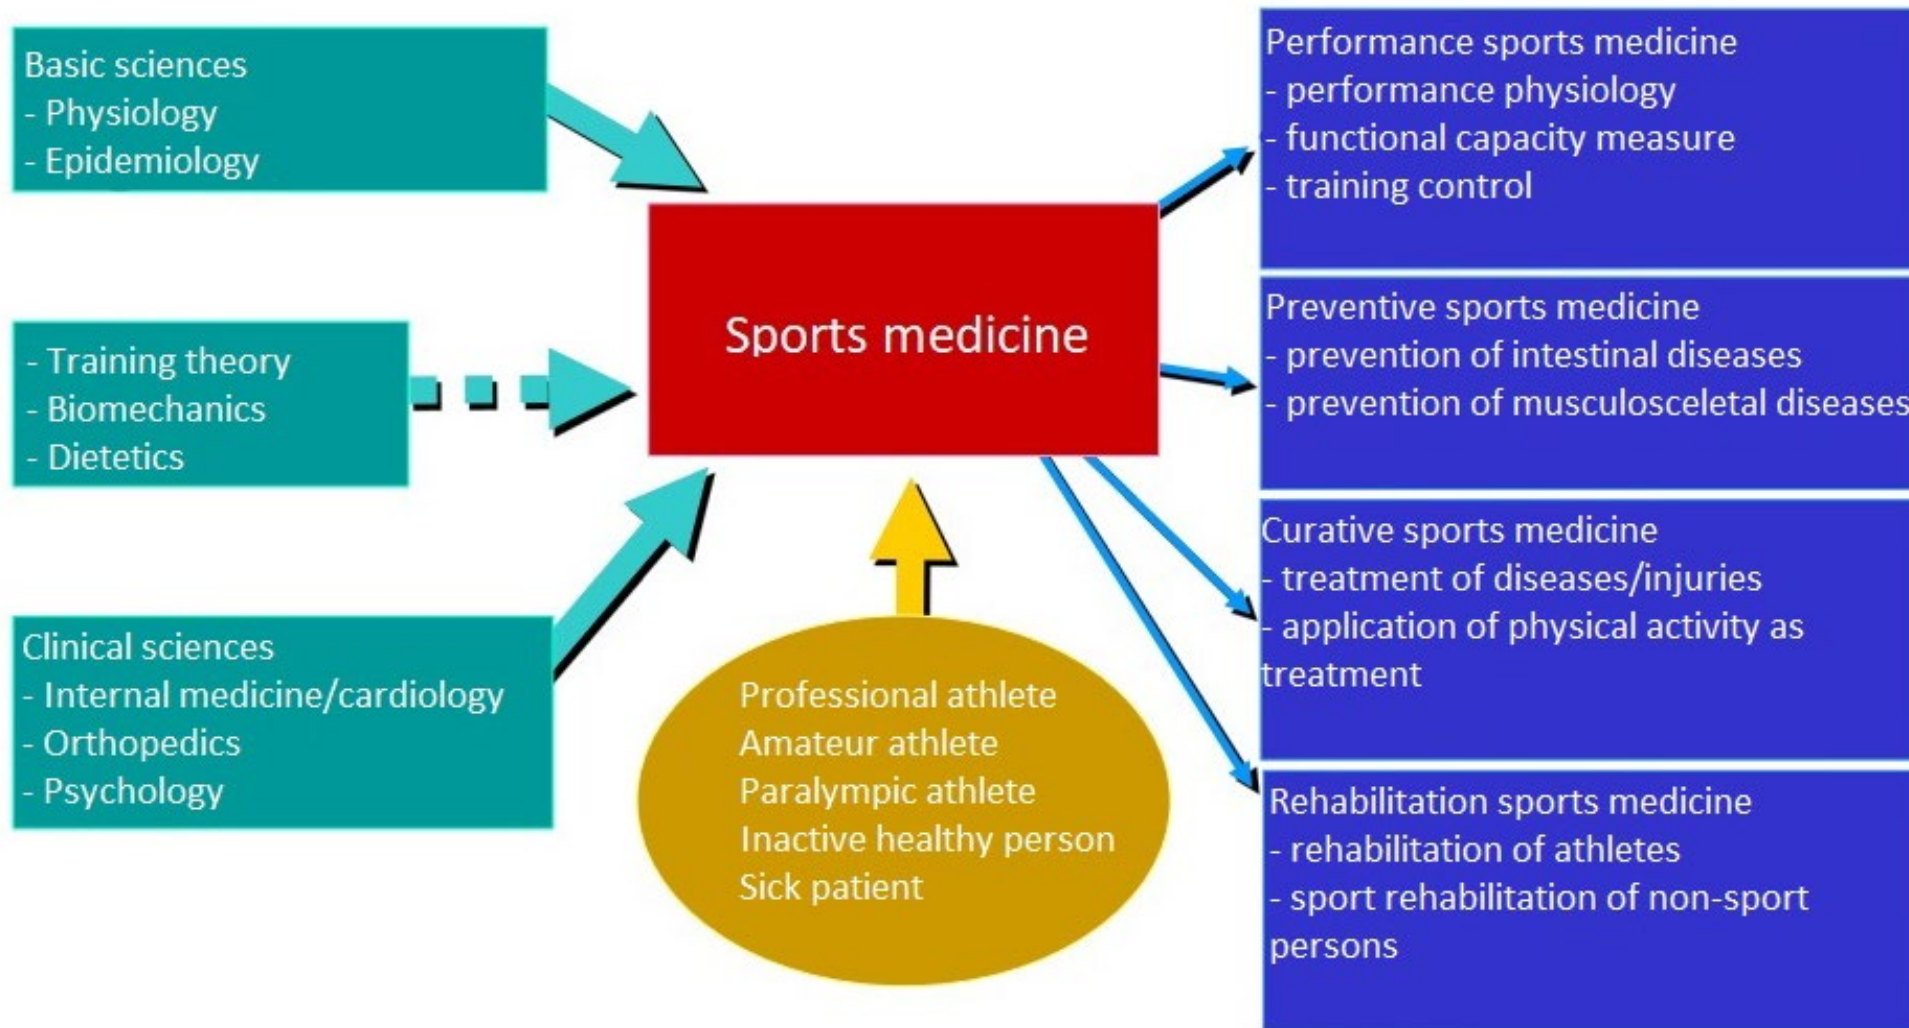 Basic sciences
- Physiology
- Epidemiology
- Training theory
- Biomechanics
- Dietetics
Clinical sciences
- Internal medicine/cardiology
- Orthopedics
- Psychology
Sports medicine
Professional athlete
Amateur athlete
Paralympic athlete
Inactive healthy person
Sick patient
Performance sports medicine
- performance physiology
- functional capacity measure
- training control
Preventive sports medicine
- prevention of intestinal diseases
- prevention of musculosceletal diseases
Curative sports medicine
- treatment of diseases/injuries
- application of physical activity as
treatment
Rehabilitation sports medicine
- rehabilitation of athletes
- sport rehabilitation of non-sport
persons